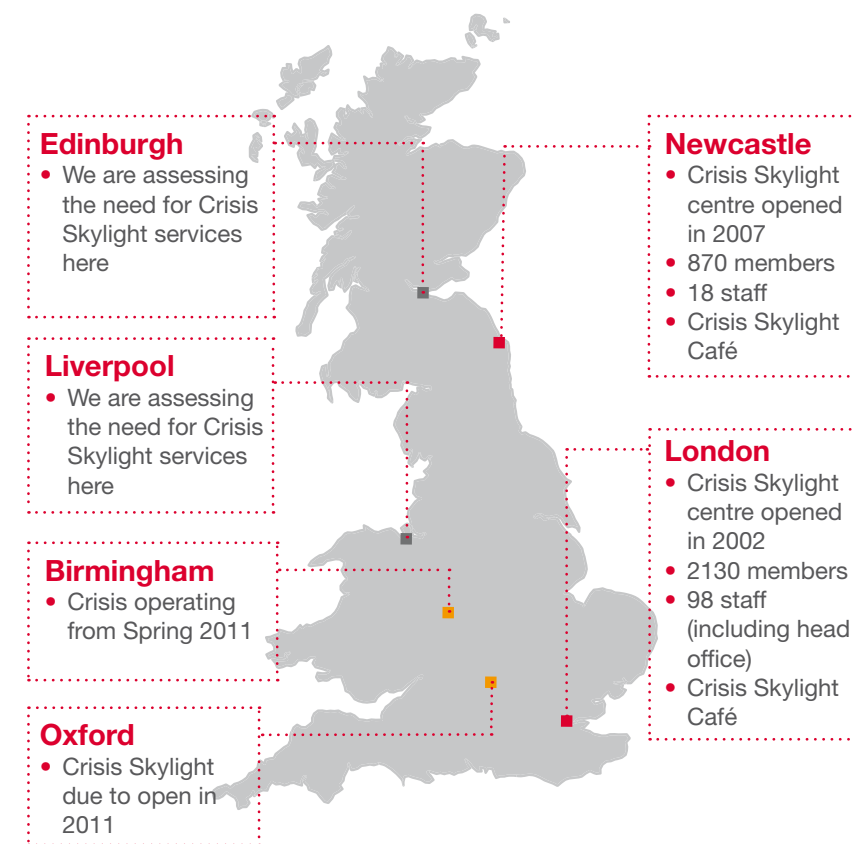 Edinburgh
• We are assessing
the need for Crisis
Skylight services
here
Liverpool
• We are assessing
the need for Crisis
Skylight services
here
Birmingham
• Crisis operating
from Spring 2011
Oxford
• Crisis Skylight
due to open in
2011
Newcastle
• Crisis Skylight
centre opened
in 2007
• 870 members
• 18 staff
• Crisis Skylight
Café
London
• Crisis Skylight
centre opened
in 2002
• 2130 members
• 98 staff
(including head
office)
• Crisis Skylight
Café